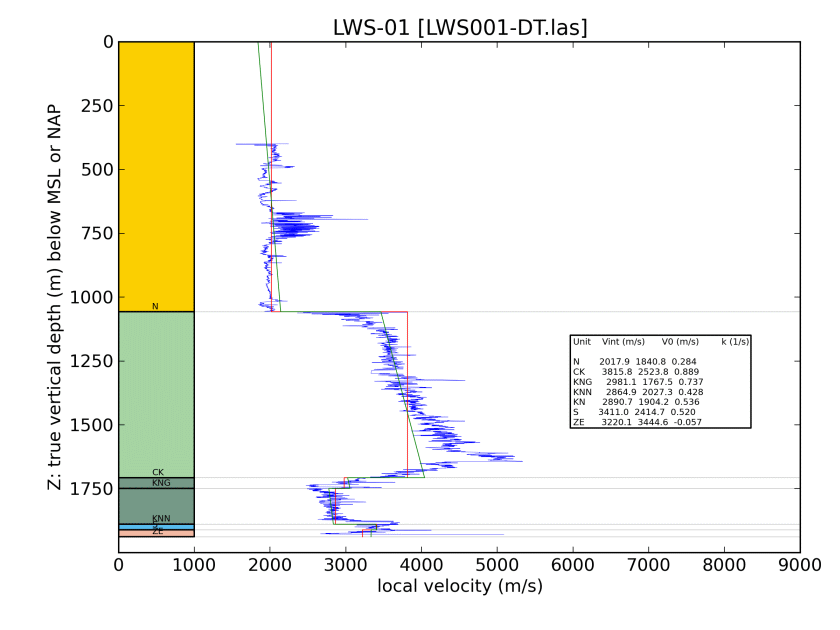 LWS-01 [LWS001-DT.las]
Z: true vertical depth (m) below MSL or NAP
0
250
500
750
1000
1250
1500
1750
N
CK
KNG
KNN
ZE
Unit Vint (m/s) V0 (m/s) k (1/s)
N 2017.9 1840.8 0.284
CK 3815.8 2523.8 0.889
KNG 2981.1 1767.5 0.737
KNN 2864.9 2027.3 0.428
KN 2890.7 1904.2 0.536
S 3411.0 2414.7 0.520
ZE 3220.1 3444.6 -0.057
0 1000 2000 3000 4000 5000 6000 7000 8000 9000
local velocity (m/s)